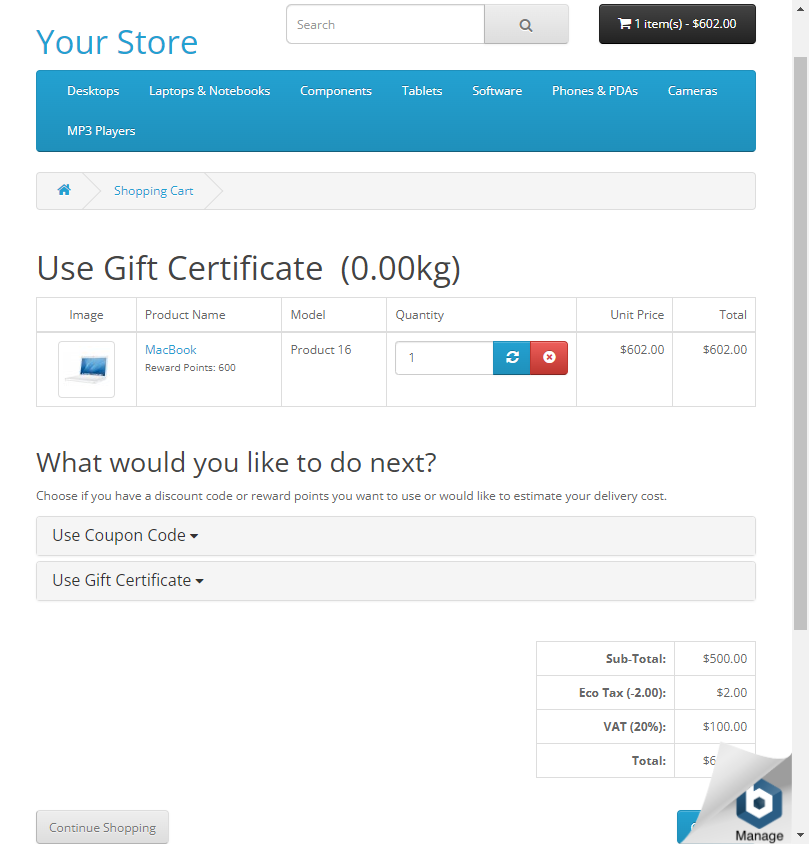 Your Store
Search
1 item(s) - $602.00
Desktops Laptops & Notebooks Components Tablets Software Phones & PDAs Cameras
MP3 Players
Shopping Cart
Use Gift Certificate (0.00kg)
Image Product Name Model Quantity Unit Price Total
MacBook Product 16 1 $602.00 $602.00
Reward Points: 600
What would you like to do next?
Choose if you have a discount code or reward points you want to use or would like to estimate your delivery cost.
Use Coupon Code
Use Gift Certificate
Sub-Total: $500.00
Eco Tax (-2.00): $2.00
VAT (20%): $100.00
Total:
Continue Shopping
Manage